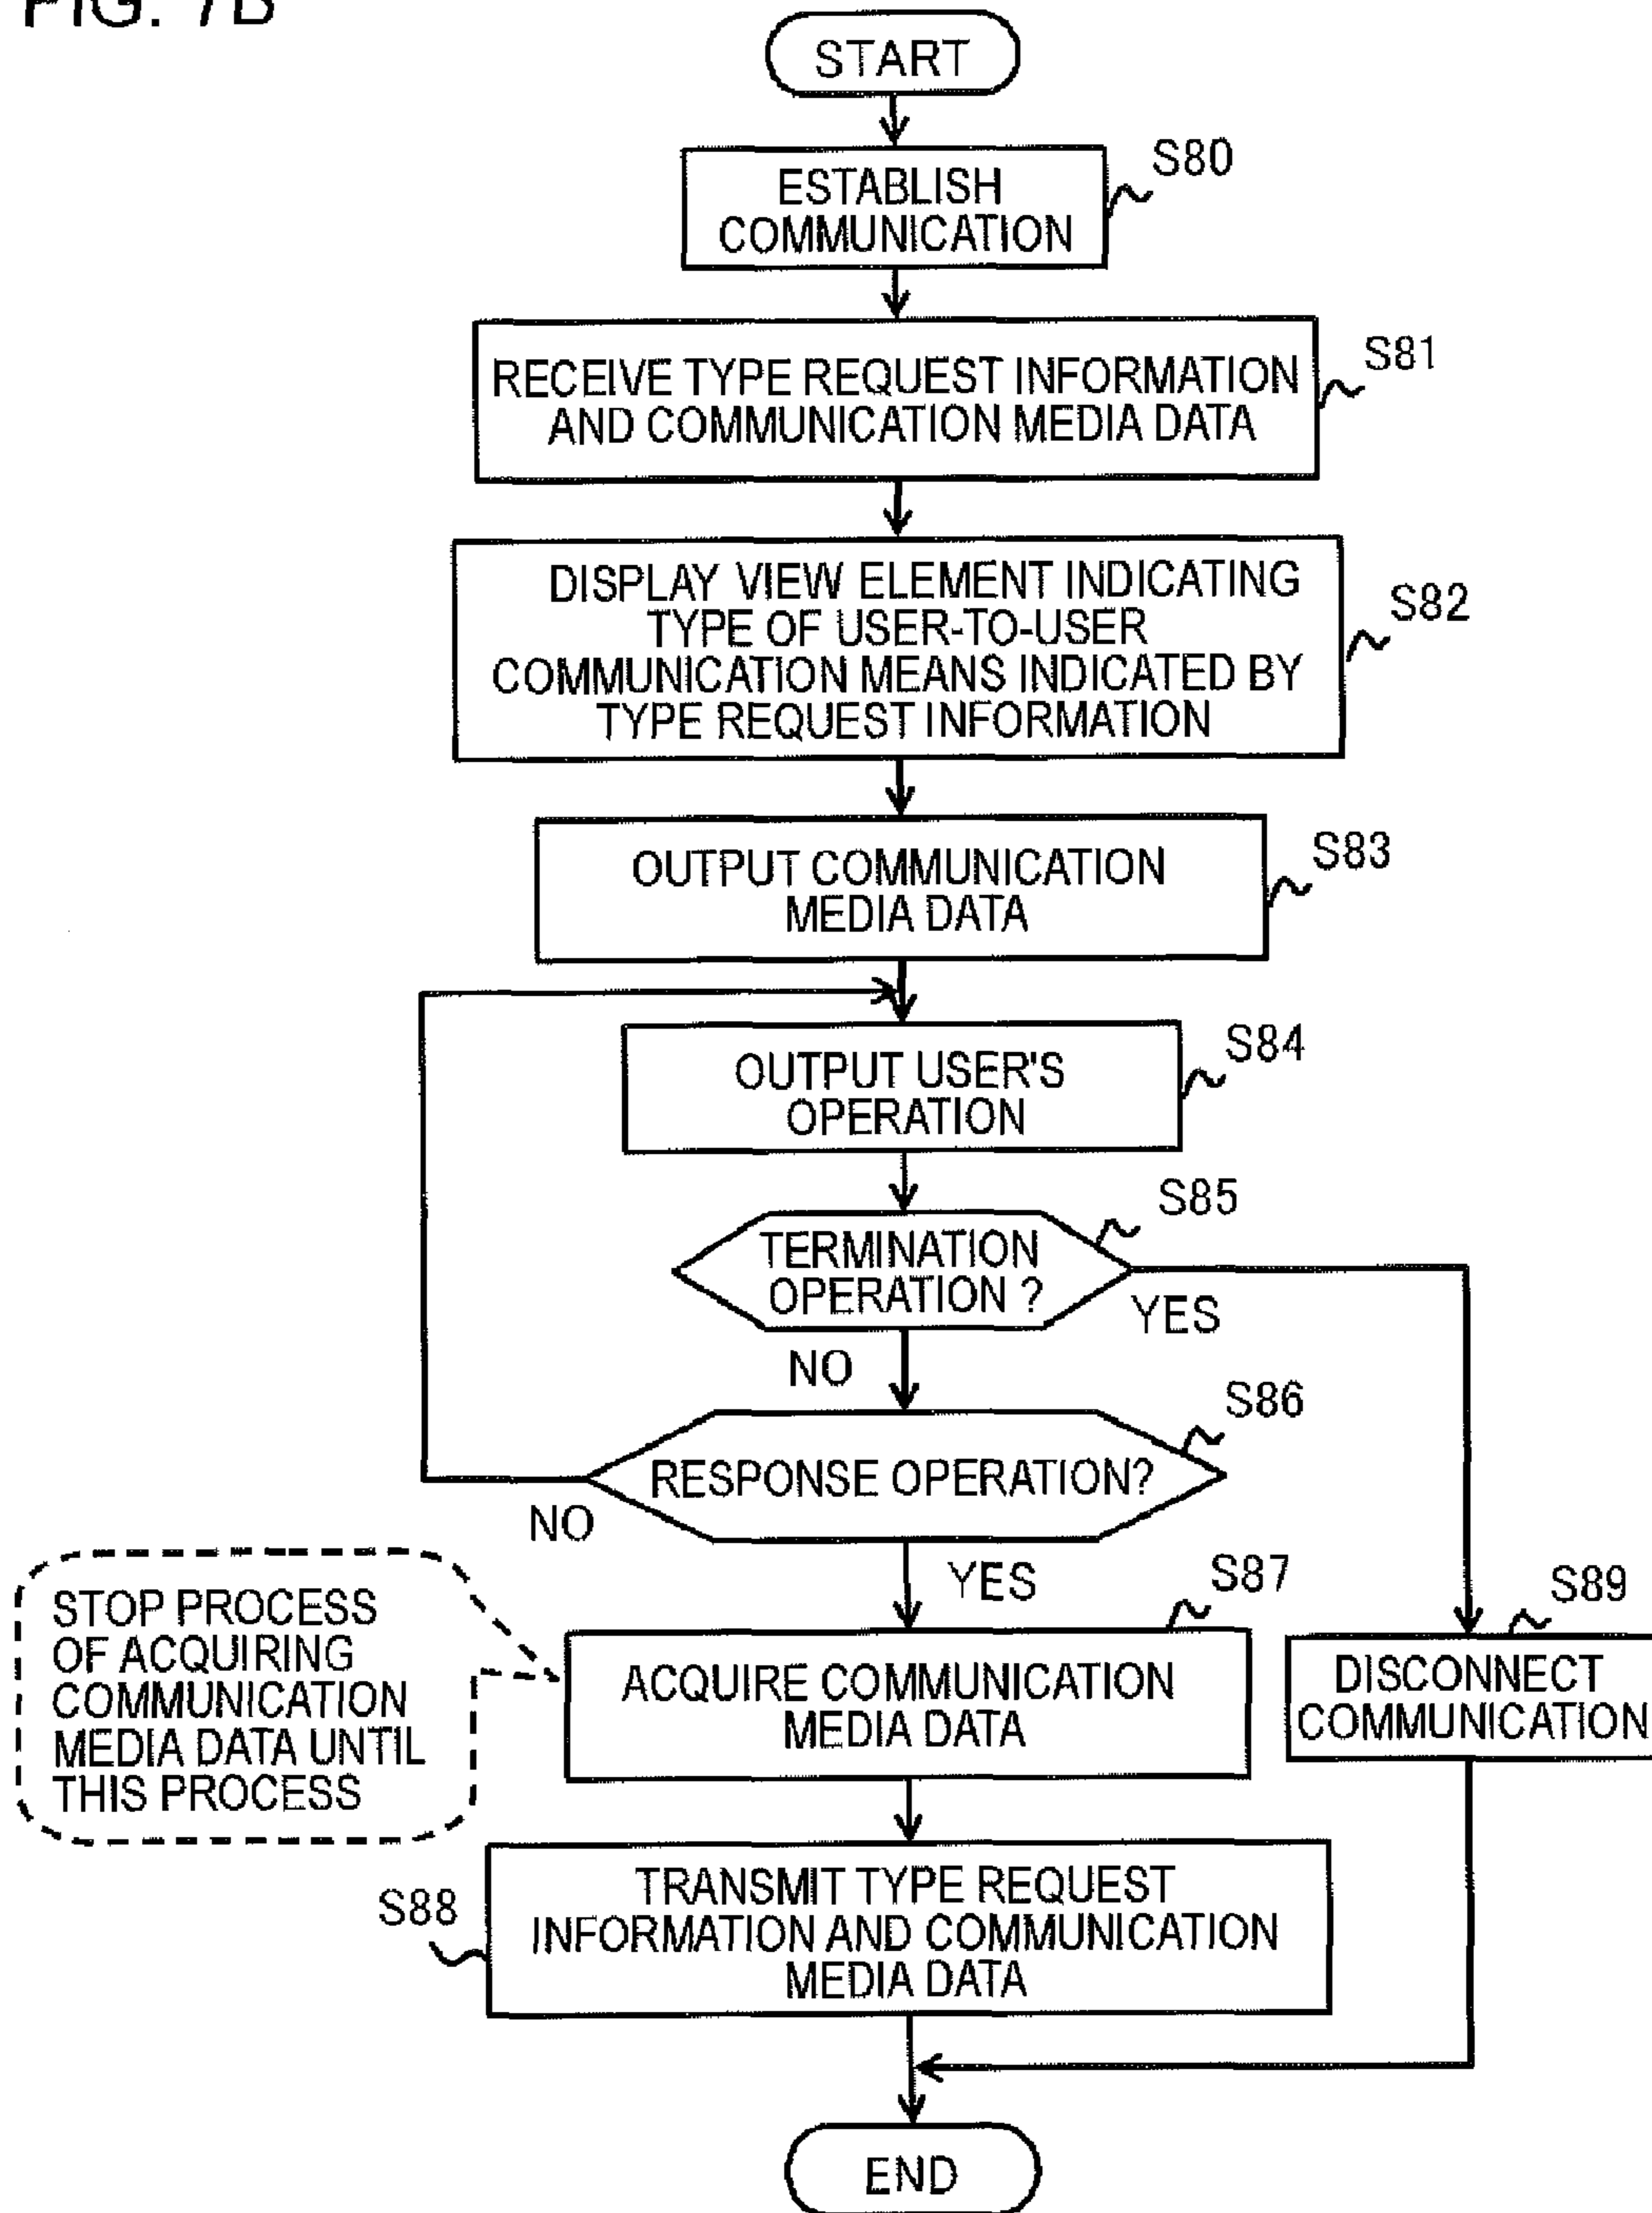 FIG. 7B
START
S80
ESTABLISH
COMMUNICATION
S81
RECEIVE TYPE REQUEST INFORMATION
AND COMMUNICATION MEDIA DATA
S82
DISPLAY VIEW ELEMENT INDICATING
TYPE OF USER-TO-USER
COMMUNICATION MEANS INDICATED BY
TYPE REQUEST INFORMATION
S83
OUTPUT COMMUNICATION
MEDIA DATA
S84
OUTPUT USER'S
OPERATION
S85
TERMINATION
OPERATION ?
YES
NO
S86
RESPONSE OPERATION?
NO
YES
S87
ACQUIRE COMMUNICATION
MEDIA DATA
STOP PROCESS
OF ACQUIRING
COMMUNICATION
MEDIA DATA UNTIL
THIS PROCESS
S89
DISCONNECT
COMMUNICATION
S88
TRANSMIT TYPE REQUEST
INFORMATION AND COMMUNICATION
MEDIA DATA
END